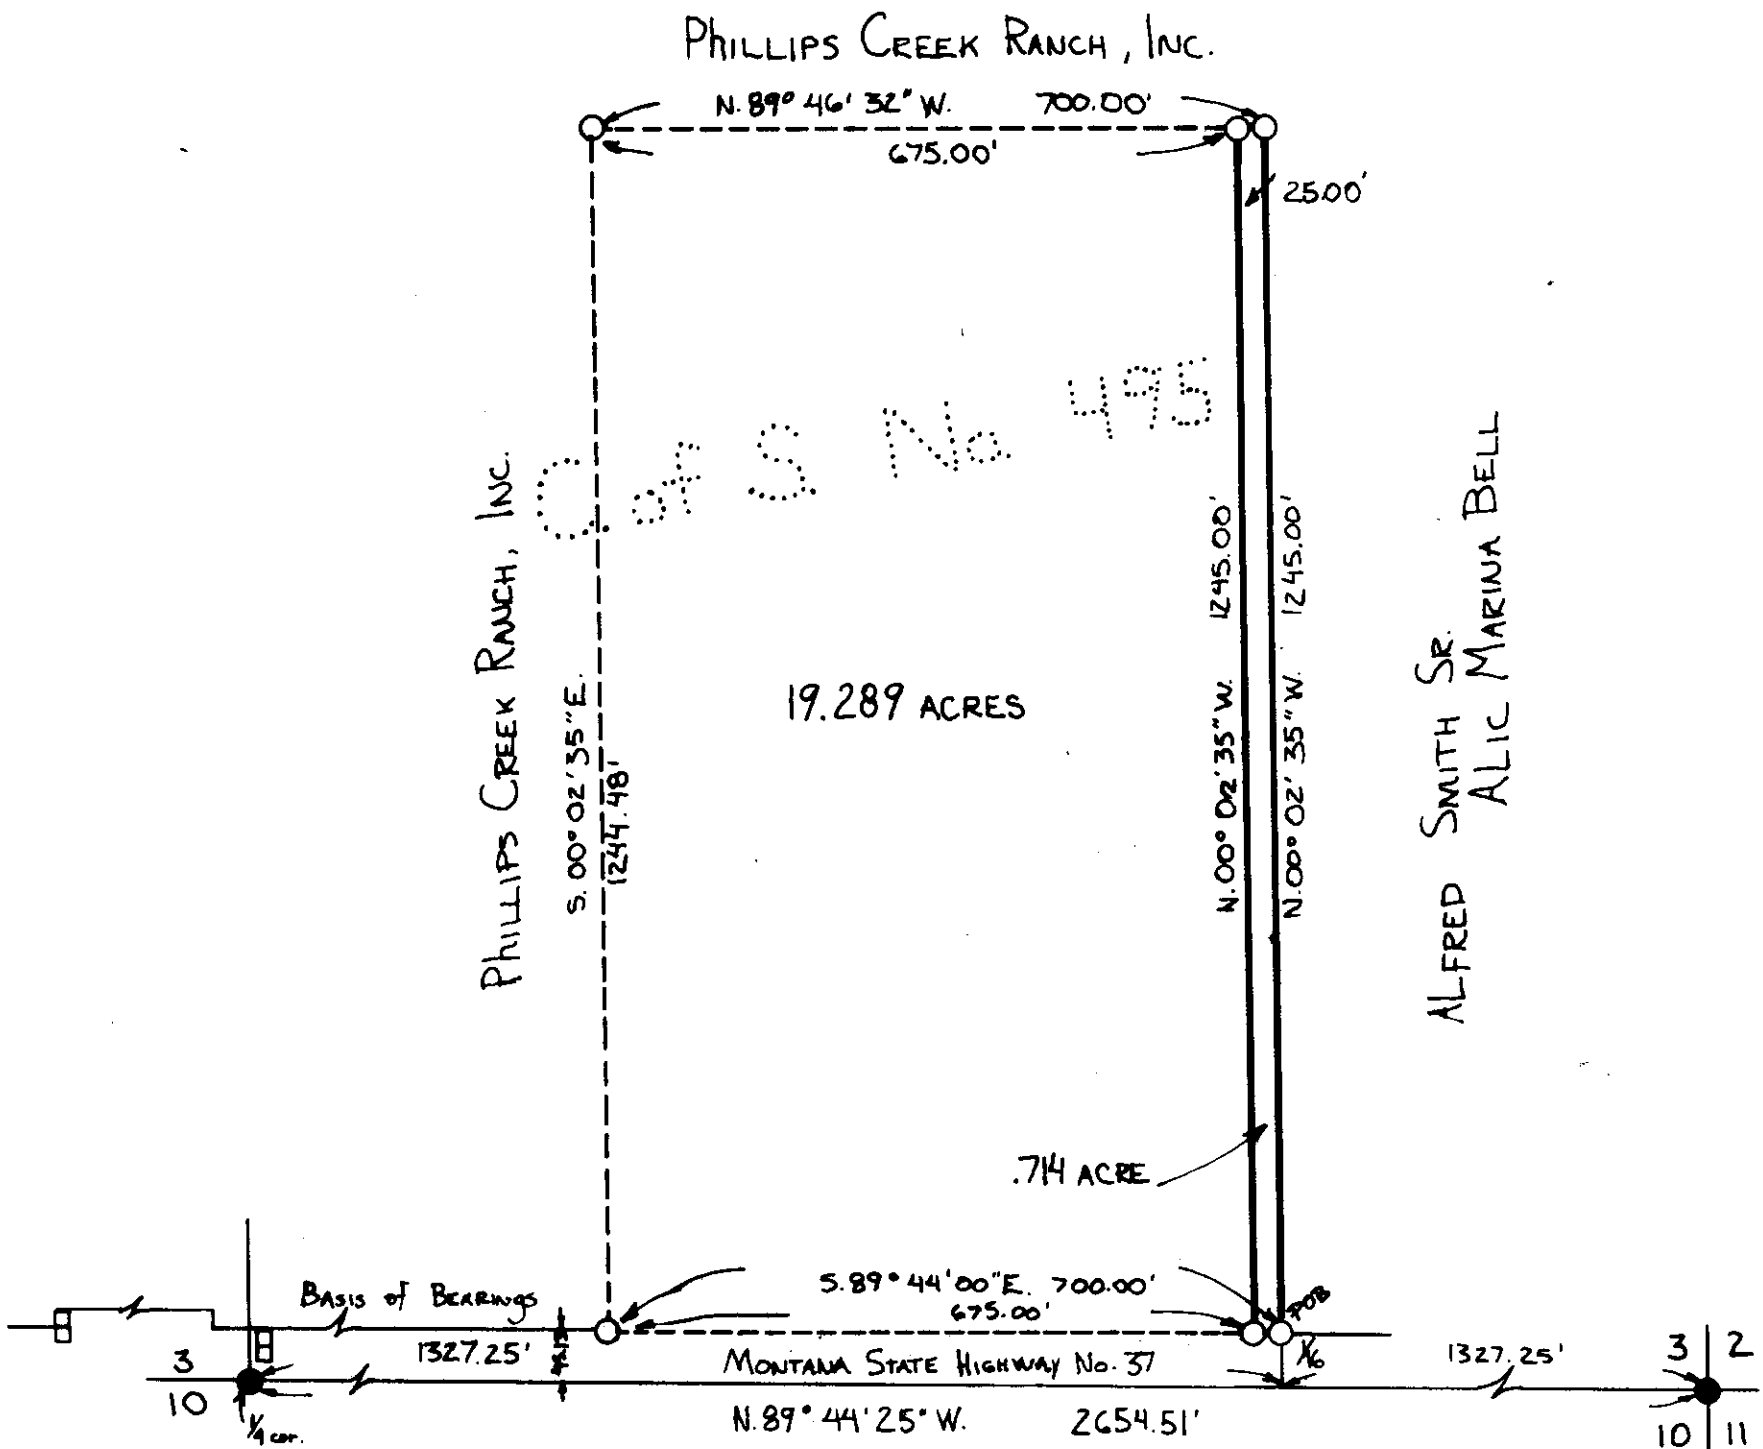 PHILLIPS CREEK RANCH, INC.
N. 89° 46' 32" W. 700.00'
675.00'
25.00'
C. of S. No. 495
PHILLIPS CREEK RANCH, INC.
S. 00° 02' 35" E.
1244.48'
19.289 ACRES
N. 00° 02' 35" W. 1245.00'
N. 00° 02' 35" W. 1245.00'
ALFRED SMITH SR.
ALIC MARINA BELL
.714 ACRE
S. 89° 44' 00" E. 700.00'
675.00'
POB
BASIS of BEARINGS
1327.25'
MONTANA STATE HIGHWAY No. 37
1/16
1327.25'
3
10
1/4 cor.
N. 89° 44' 25" W. 2654.51'
3 2
10 11